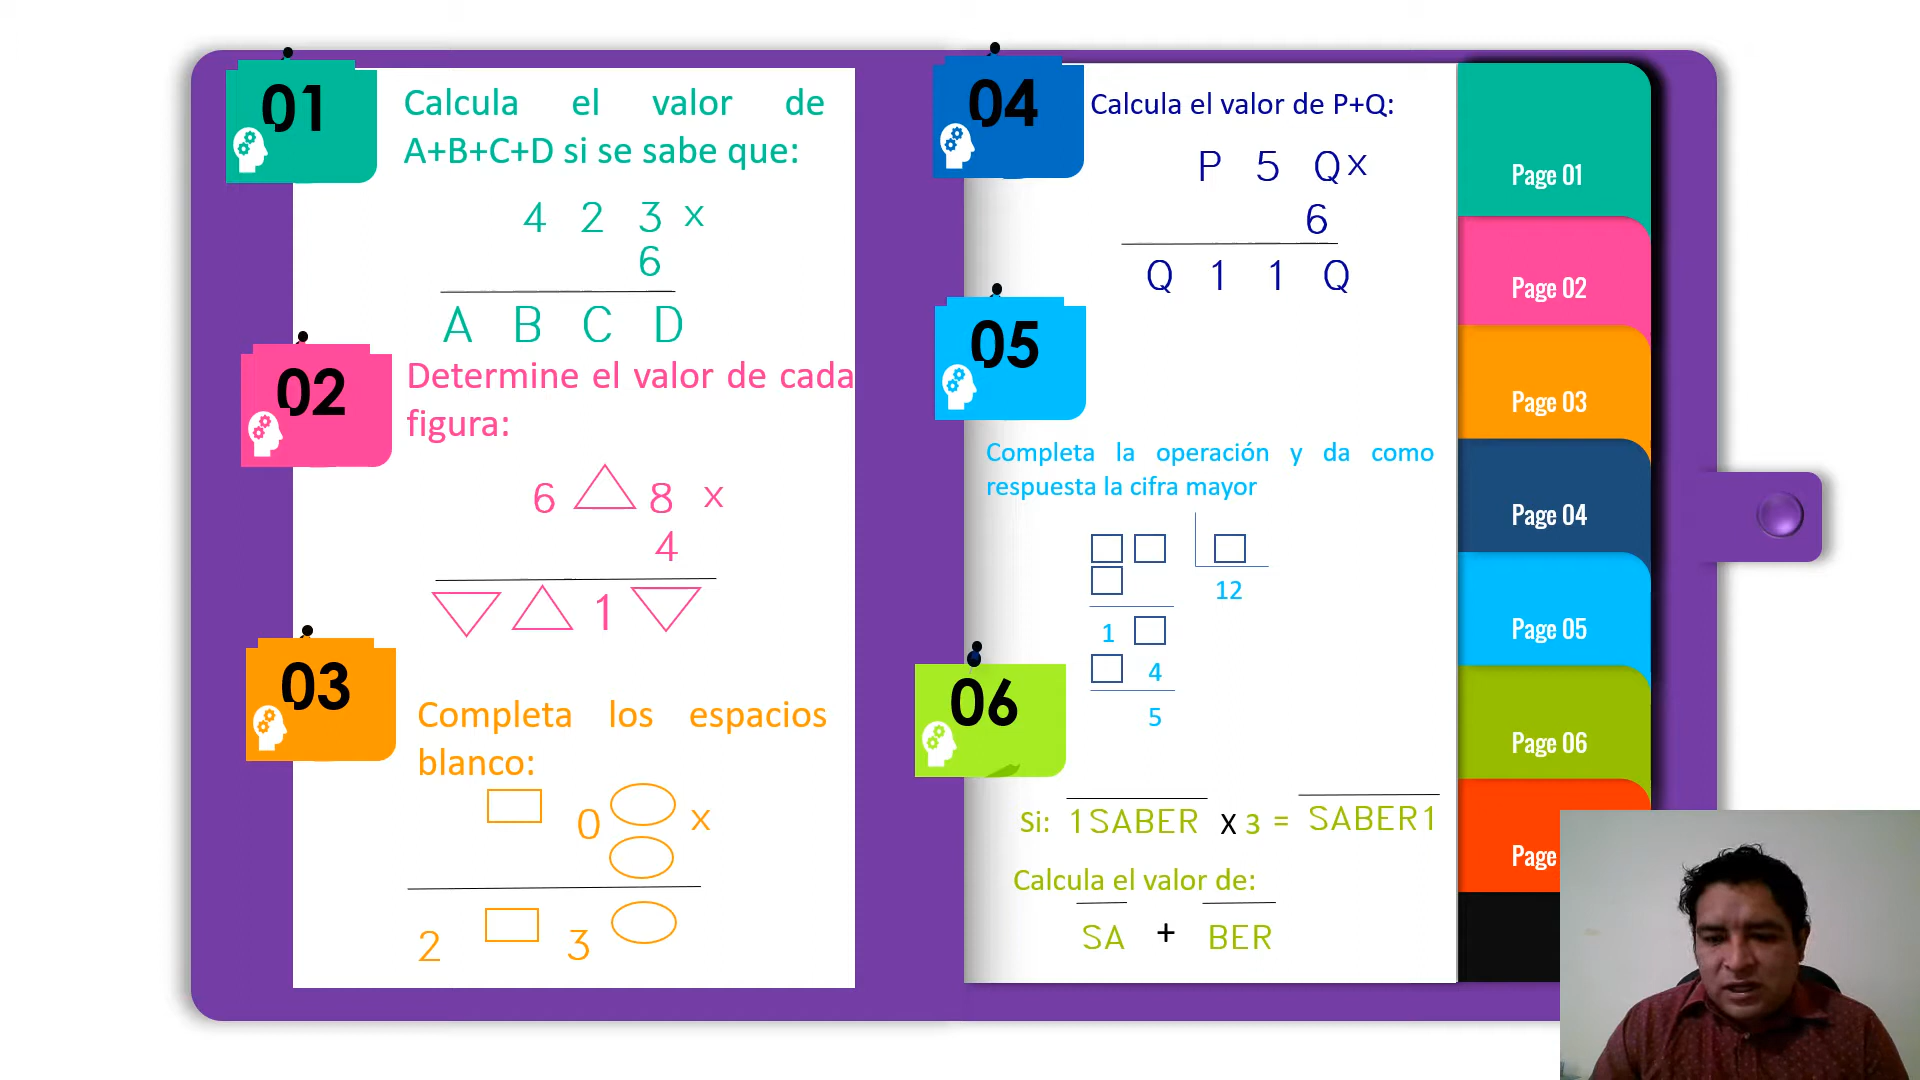 01
Calcula el valor de
A+B+C+D si se sabe que:
4 2 3 x
6
A B C D
02
Determine el valor de cada
figura:
6 8 x
4
1
03
Completa los espacios
blanco:
0 x
2 3
04
Calcula el valor de P+Q:
P 5 Q x
6
Q 1 1 Q
05
Completa la operación y da como
respuesta la cifra mayor
12
1
4
5
06
Si: 1SABER x 3 = SABER1
Calcula el valor de:
SA + BER
Page 01
Page 02
Page 03
Page 04
Page 05
Page 06
Page